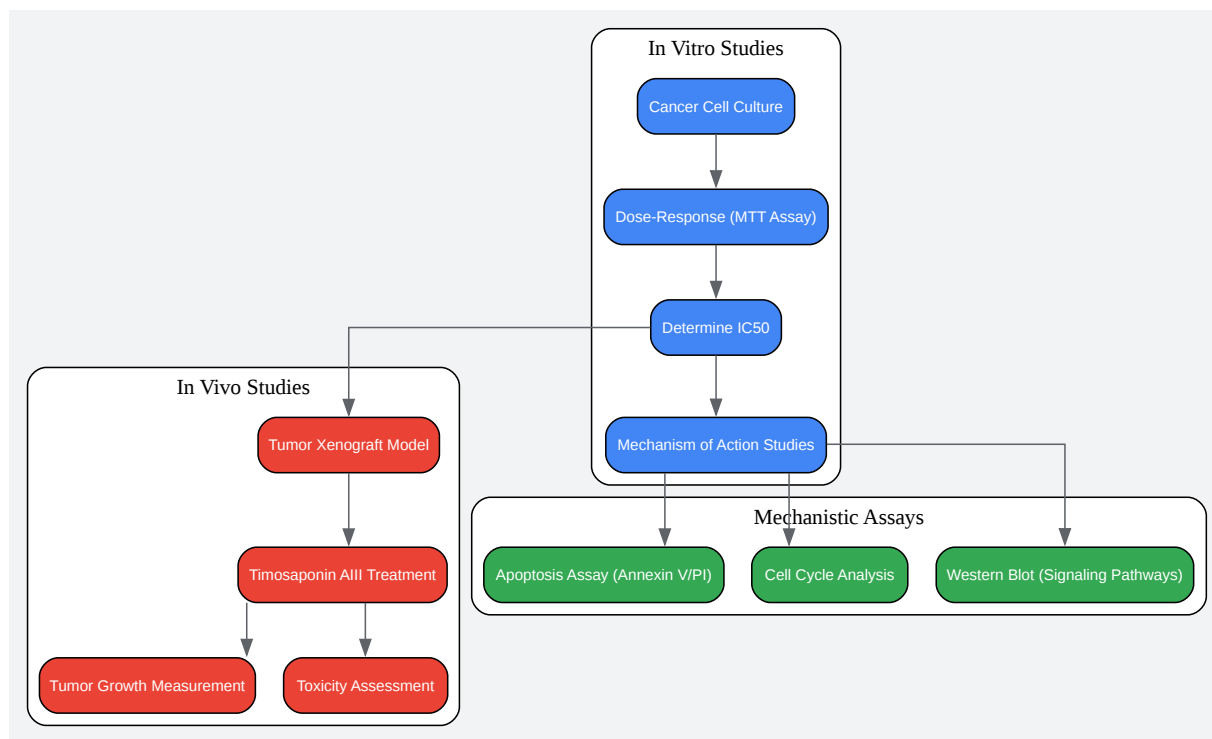 In Vitro Studies
Cancer Cell Culture
Dose-Response (MTT Assay)
Determine IC50
Mechanism of Action Studies
In Vivo Studies
Tumor Xenograft Model
Timosaponin AIII Treatment
Tumor Growth Measurement
Toxicity Assessment
Mechanistic Assays
Apoptosis Assay (Annexin V/PI)
Cell Cycle Analysis
Western Blot (Signaling Pathways)